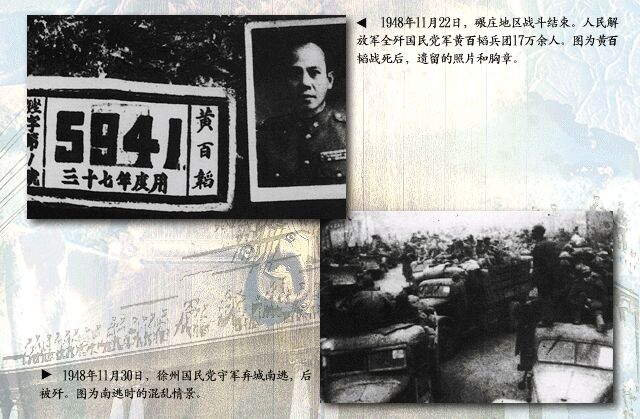 ◀ 1948年11月22日，碾庄地区战斗结束。人民解
放军全歼国民党军黄百韬兵团17万余人。图为黄百
韬战死后，遗留的照片和胸章。
黄百韬
5941
三十七年度用
▶ 1948年11月30日，徐州国民党守军弃城南逃，后
被歼。图为南逃时的混乱情景。